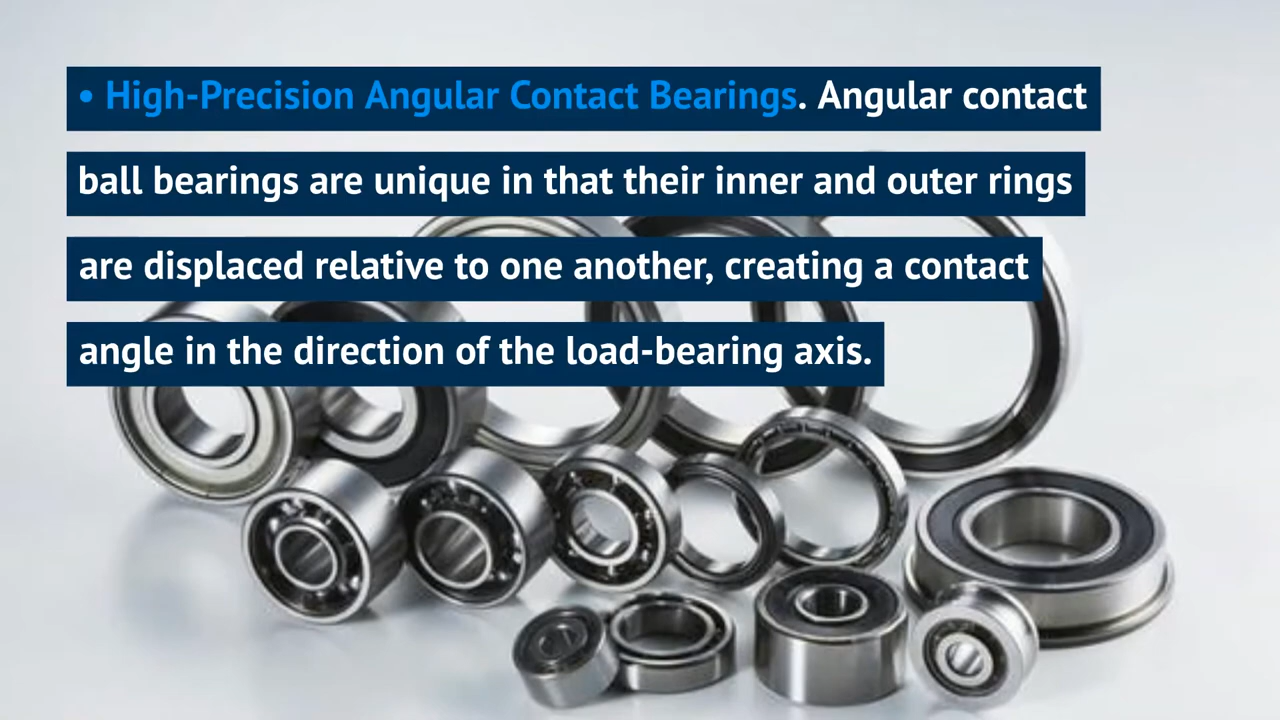 • High-Precision Angular Contact Bearings. Angular contact
ball bearings are unique in that their inner and outer rings
are displaced relative to one another, creating a contact
angle in the direction of the load-bearing axis.